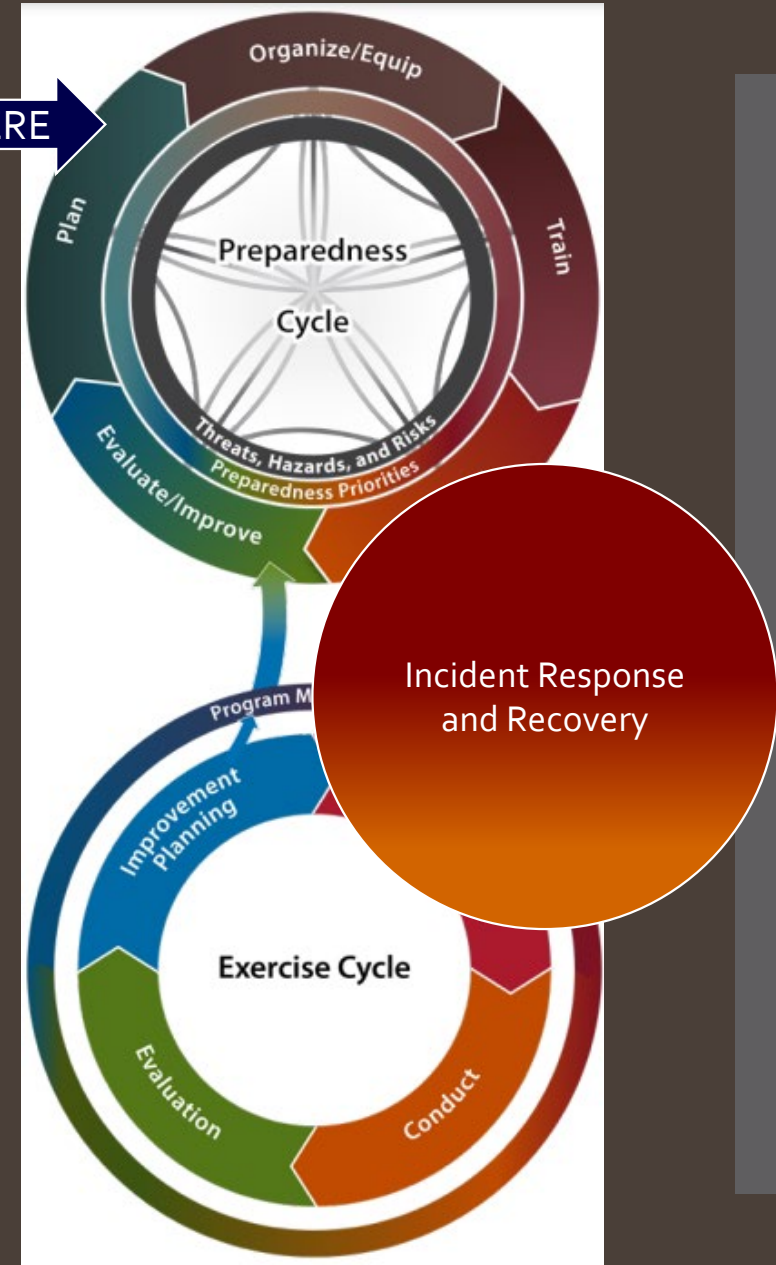 Organize/Equip
Plan
Train
Preparedness
Cycle
Threats, Hazards, and Risks
Preparedness Priorities
Evaluate/Improve
Incident Response
and Recovery
Program
Improvement
Planning
Exercise Cycle
Evaluation
Conduct